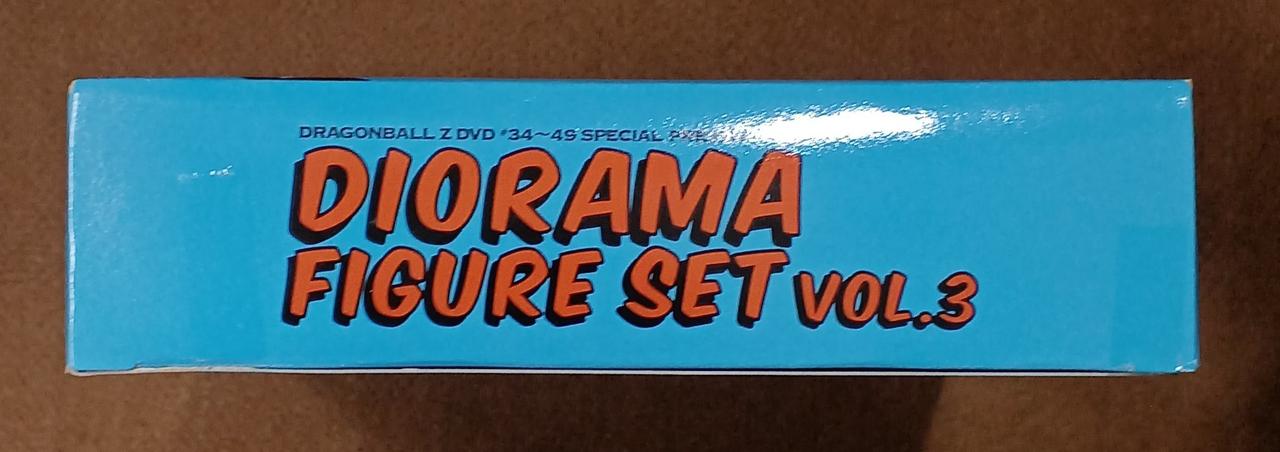 DRAGONBALL Z DVD #34~49 SPECIAL
DIORAMA
FIGURE SET VOL.3